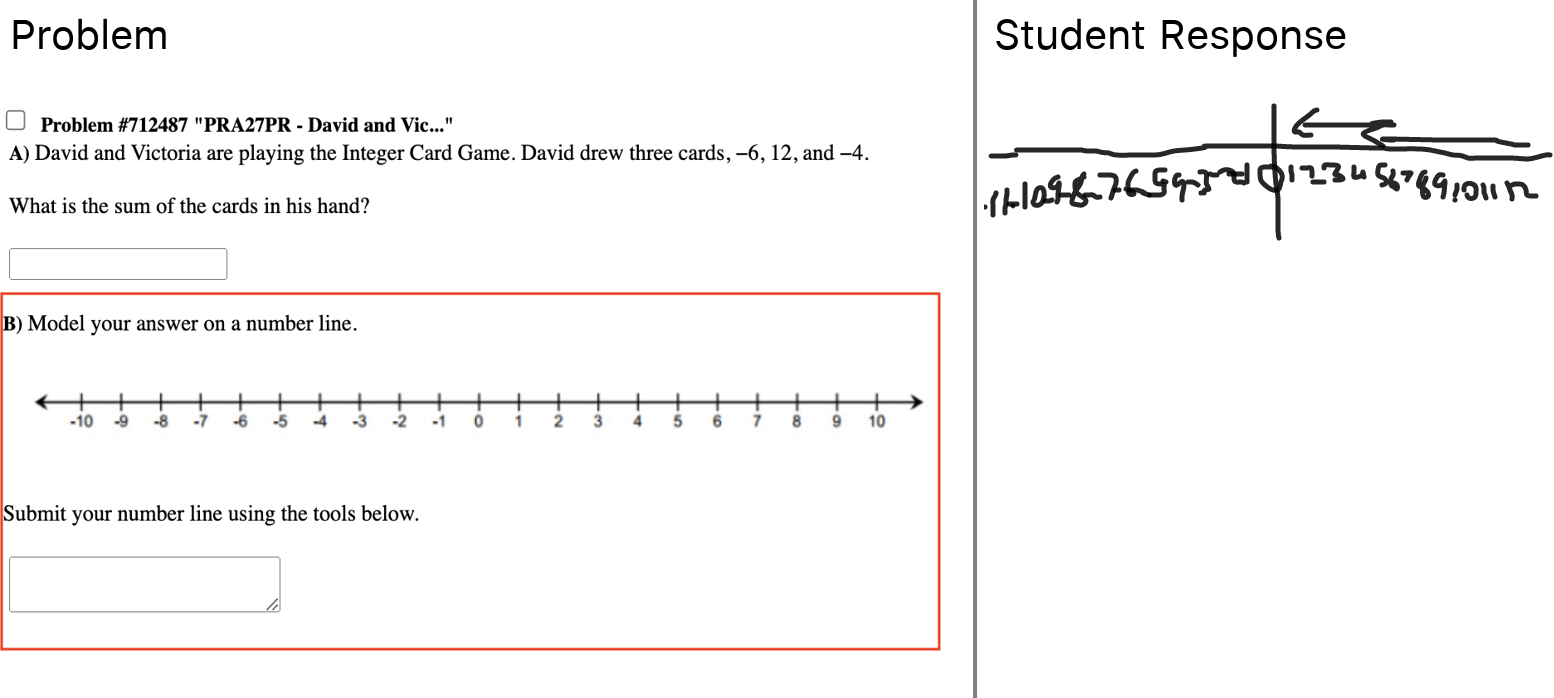 Problem
Problem #712487 "PRA27PR - David and Vic..."
A) David and Victoria are playing the Integer Card Game. David drew three cards, −6, 12, and −4.
What is the sum of the cards in his hand?
B) Model your answer on a number line.
-10 -9 -8 -7 -6 -5 -4 -3 -2 -1 0 1 2 3 4 5 6 7 8 9 10
Submit your number line using the tools below.
Student Response
0 1 2 3 4 5 6 7 8 9 10 11 12